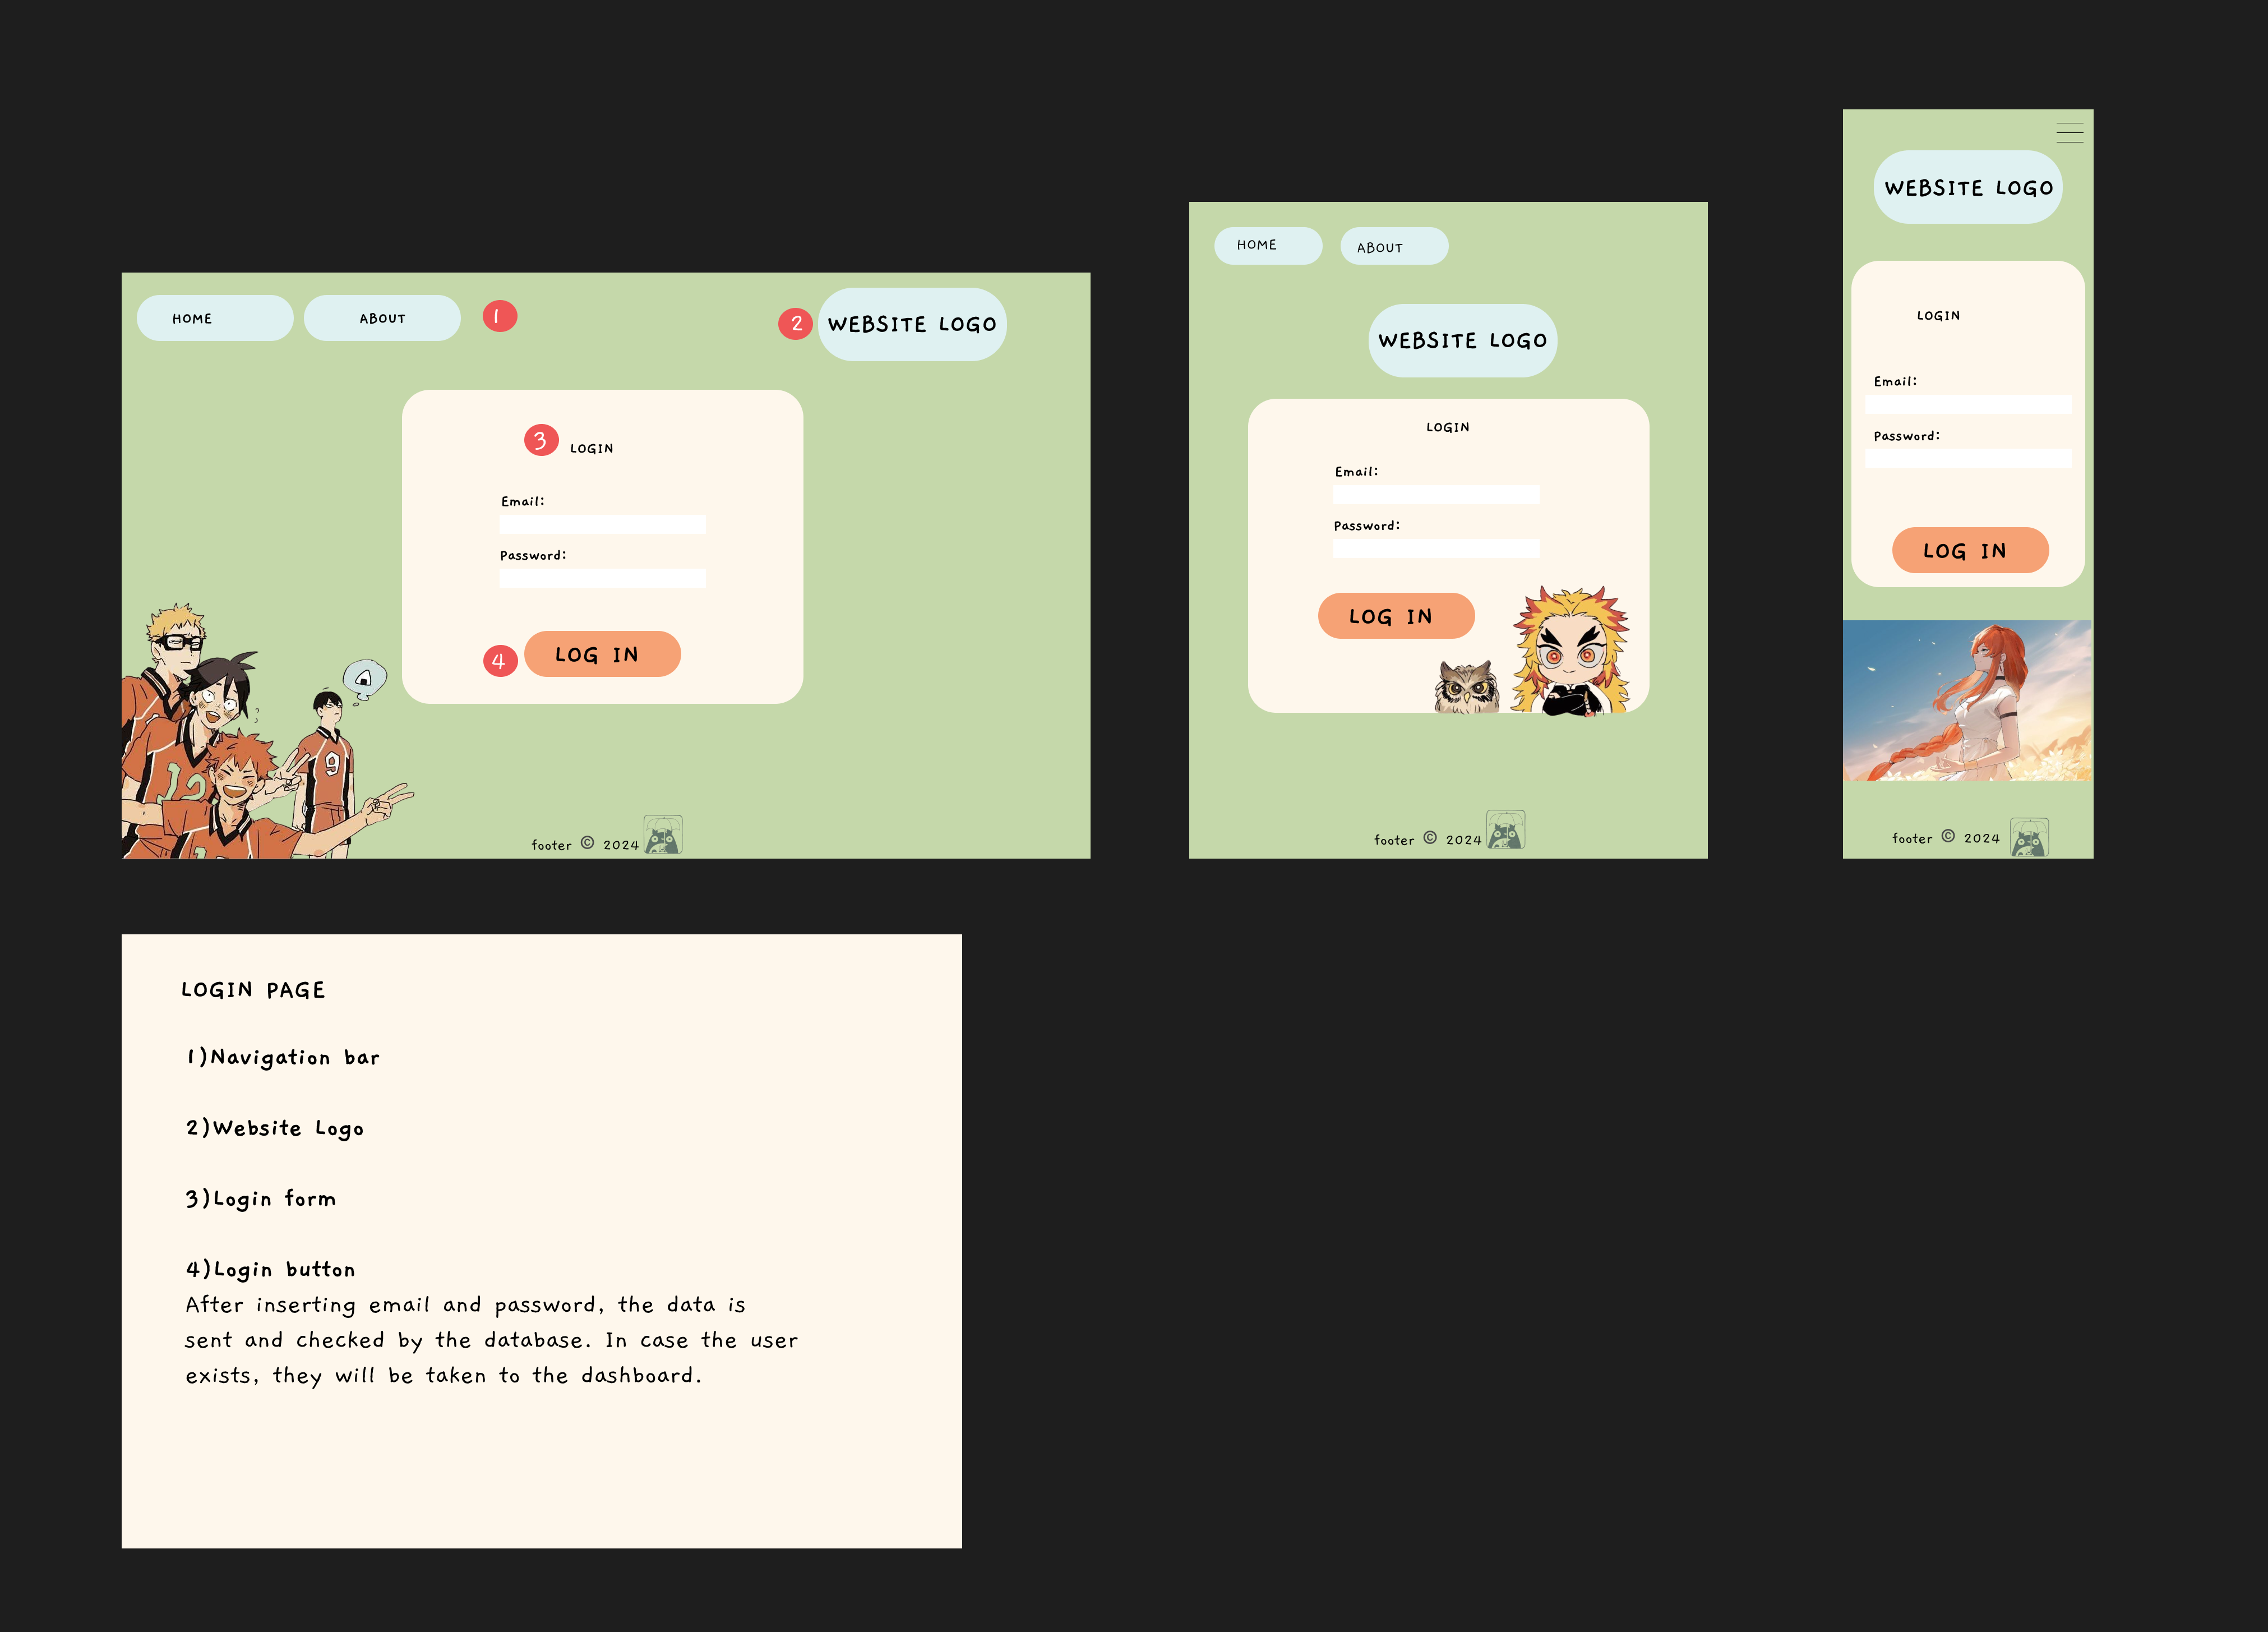 HOME
ABOUT
1
2
WEBSITE LOGO
3
LOGIN
Email:
Password:
4
LOG IN
9
12
footer © 2024
HOME
ABOUT
WEBSITE LOGO
LOGIN
Email:
Password:
LOG IN
footer © 2024
WEBSITE LOGO
LOGIN
Email:
Password:
LOG IN
footer © 2024
LOGIN PAGE
1)Navigation bar
2)Website Logo
3)Login form
4)Login button
After inserting email and password, the data is
sent and checked by the database. In case the user
exists, they will be taken to the dashboard.